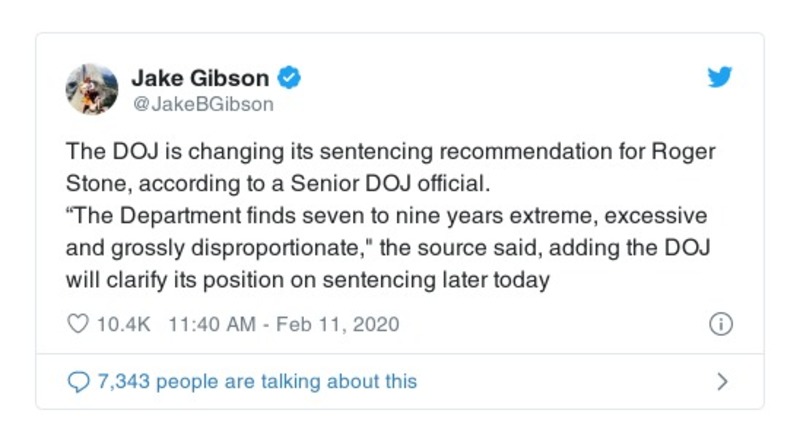 Jake Gibson
@JakeBGibson
The DOJ is changing its sentencing recommendation for Roger
Stone, according to a Senior DOJ official.
“The Department finds seven to nine years extreme, excessive
and grossly disproportionate," the source said, adding the DOJ
will clarify its position on sentencing later today
10.4K 11:40 AM - Feb 11, 2020
7,343 people are talking about this